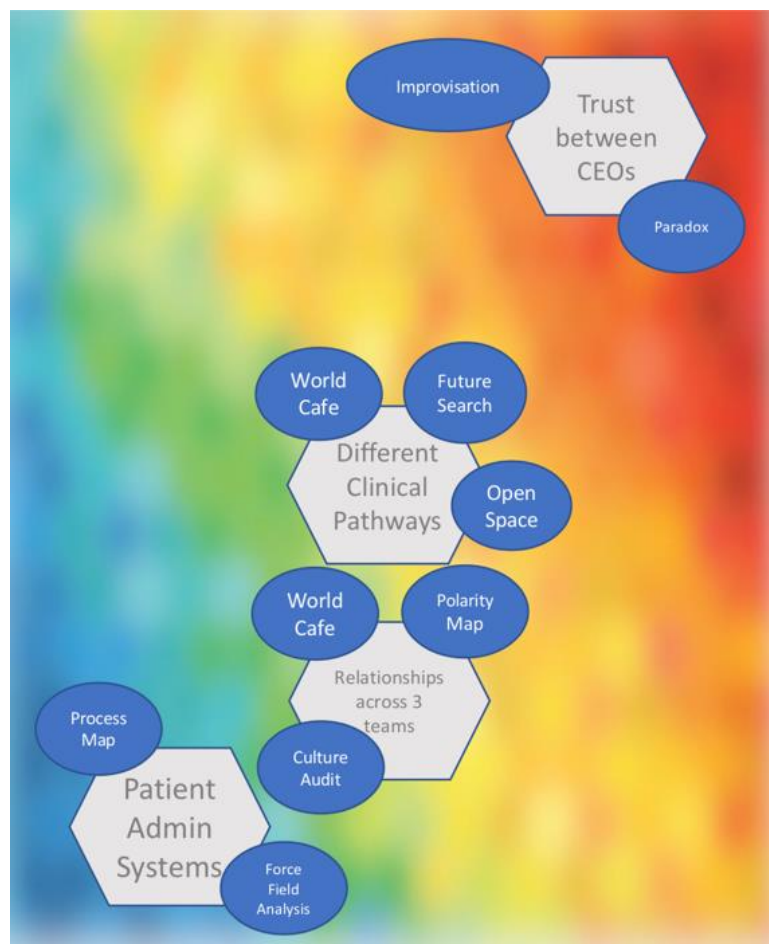 Improvisation
Trust
between
CEOs
Paradox
World
Cafe
Future
Search
Different
Clinical
Pathways
Open
Space
World
Cafe
Polarity
Map
Relationships
across 3
teams
Culture
Audit
Process
Map
Patient
Admin
Systems
Force
Field
Analysis